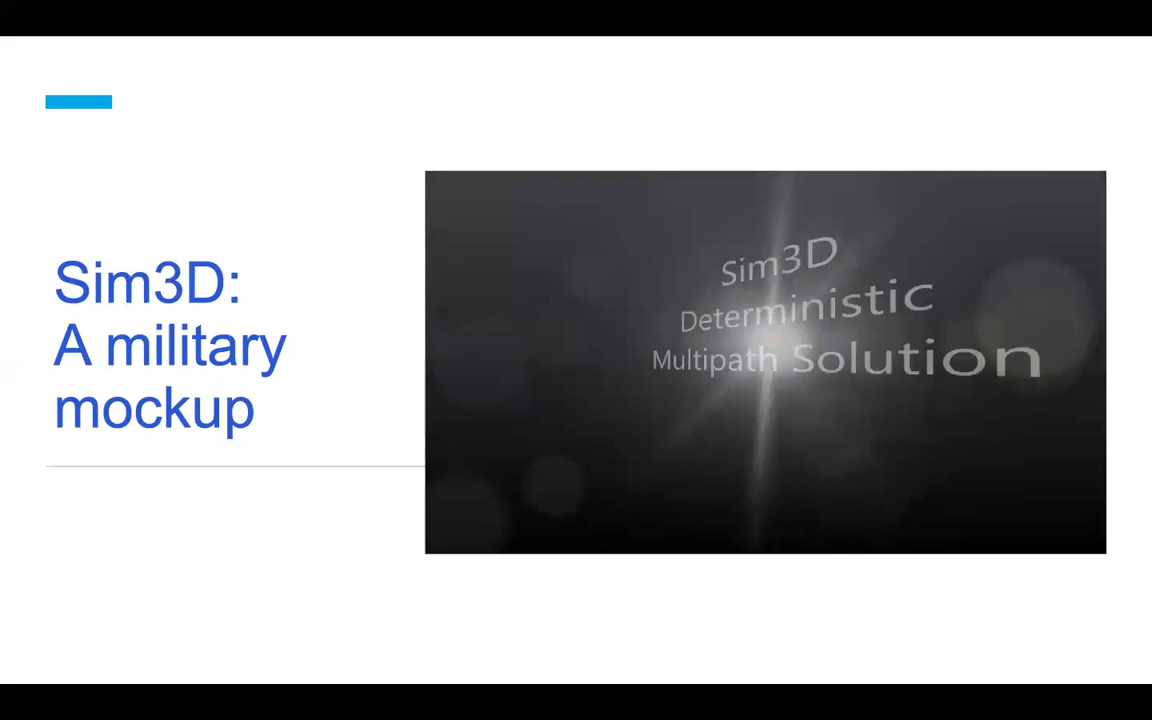 Sim3D:
A military
mockup
Sim3D
Deterministic
Multipath Solution